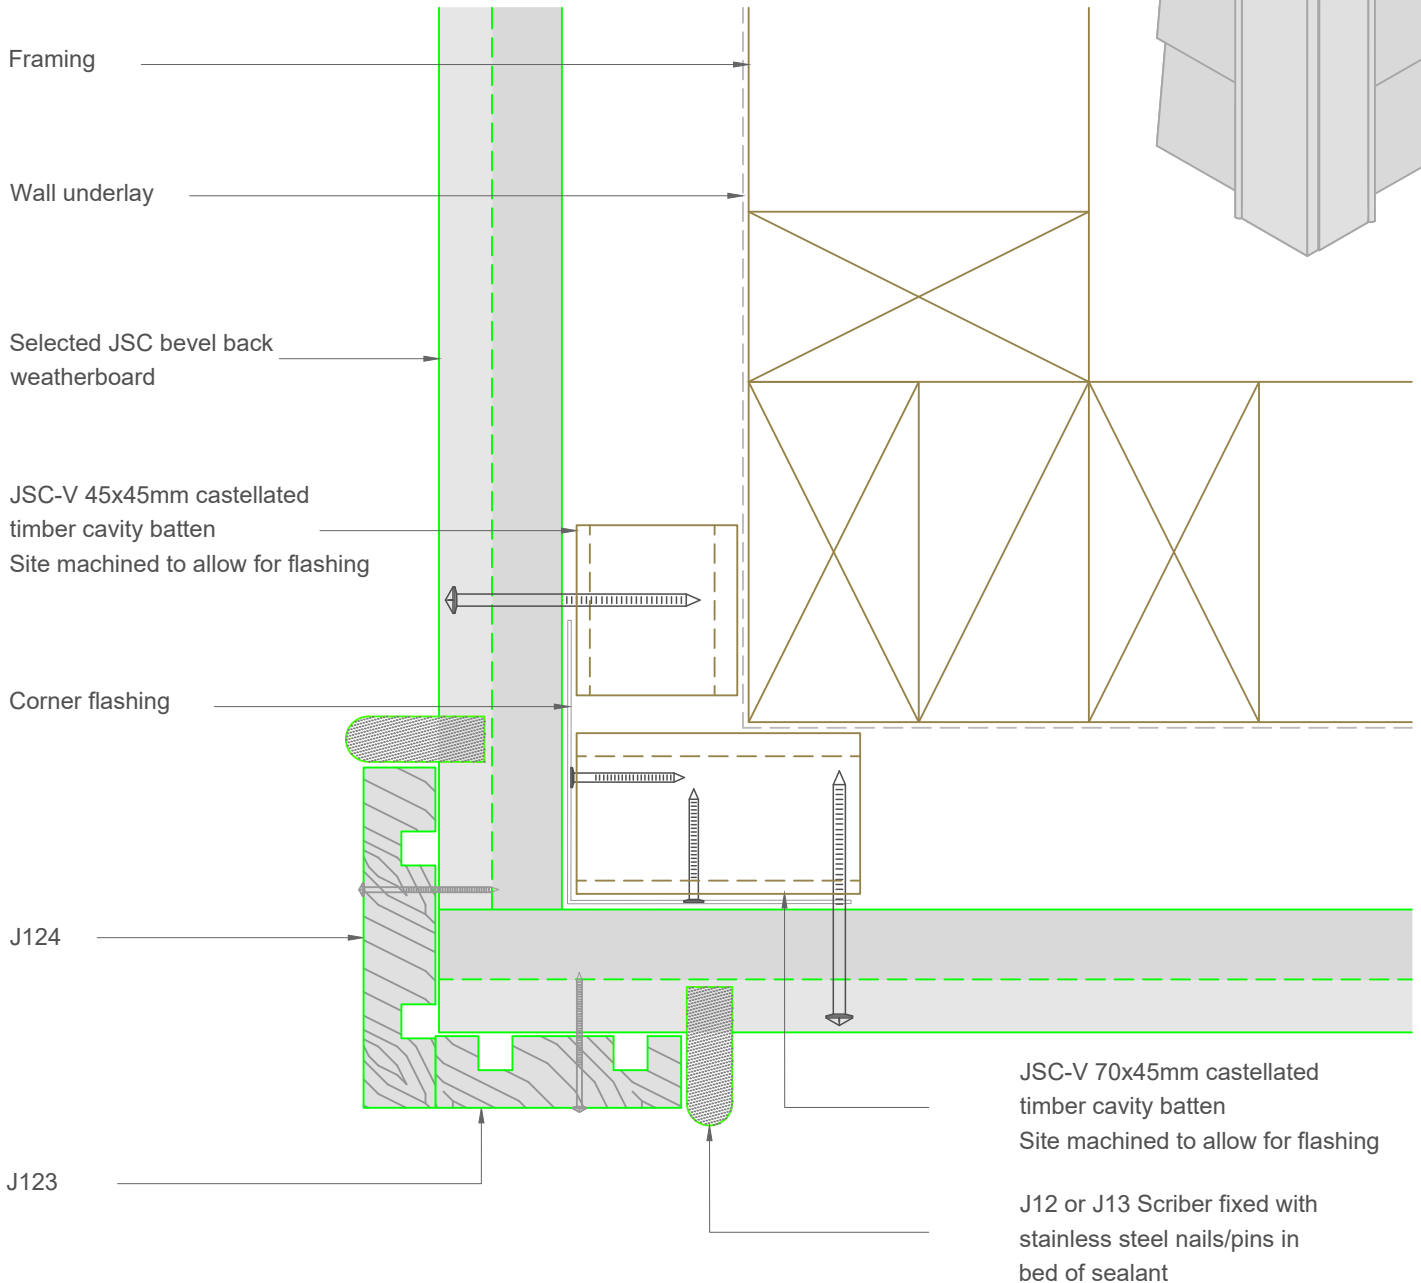 Framing
Wall underlay
Selected JSC bevel back
weatherboard
JSC-V 45x45mm castellated
timber cavity batten
Site machined to allow for flashing
Corner flashing
J124
J123
JSC-V 70x45mm castellated
timber cavity batten
Site machined to allow for flashing
J12 or J13 Scriber fixed with
stainless steel nails/pins in
bed of sealant